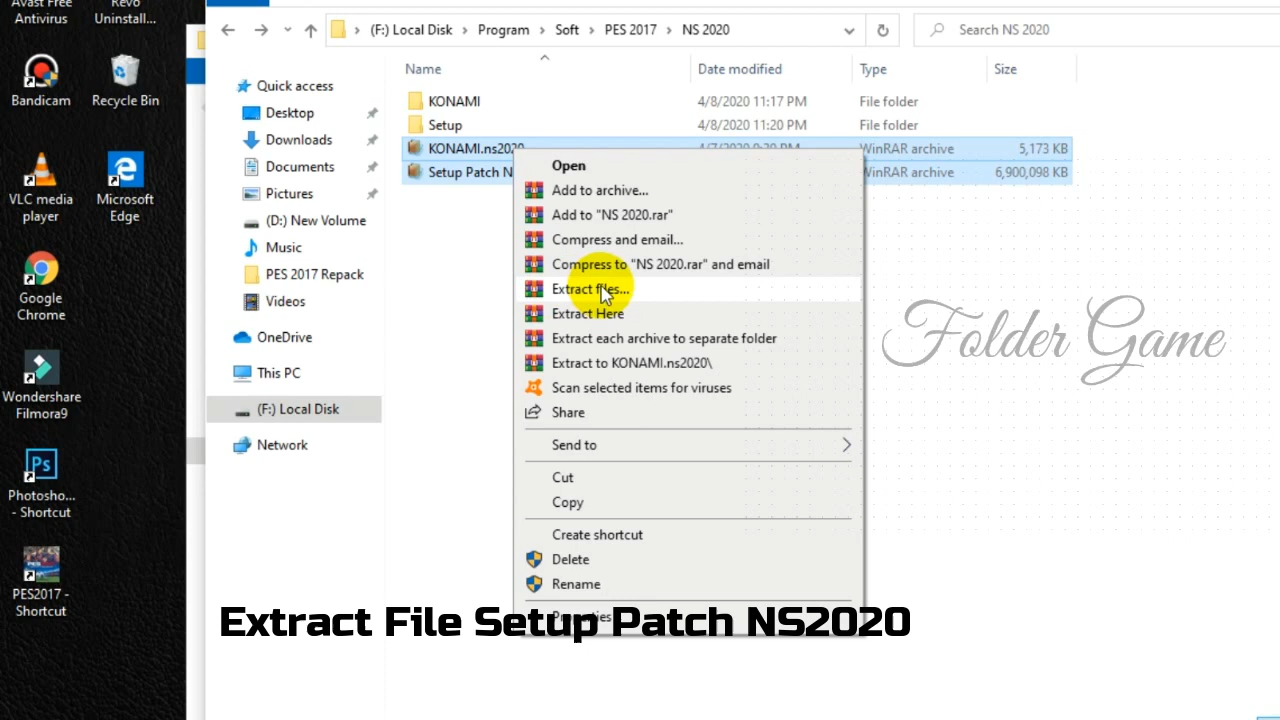 Avast Free
Antivirus
Revo
Uninstall...
Bandicam
Recycle Bin
VLC media
player
Microsoft
Edge
Google
Chrome
Wondershare
Filmora9
Photosho...
- Shortcut
PES2017 -
Shortcut
(F:) Local Disk > Program > Soft > PES 2017 > NS 2020
Search NS 2020
Quick access
Desktop
Downloads
Documents
Pictures
(D:) New Volume
Music
PES 2017 Repack
Videos
OneDrive
This PC
(F:) Local Disk
Network
Name Date modified Type Size
KONAMI 4/8/2020 11:17 PM File folder
Setup 4/8/2020 11:20 PM File folder
KONAMI.ns2020 WinRAR archive 5,173 KB
Setup Patch N WinRAR archive 6,900,098 KB
Open
Add to archive...
Add to "NS 2020.rar"
Compress and email...
Compress to "NS 2020.rar" and email
Extract files...
Extract Here
Extract each archive to separate folder
Extract to KONAMI.ns2020\
Scan selected items for viruses
Share
Send to
Cut
Copy
Create shortcut
Delete
Rename
Properties
Folder Game
Extract File Setup Patch NS2020